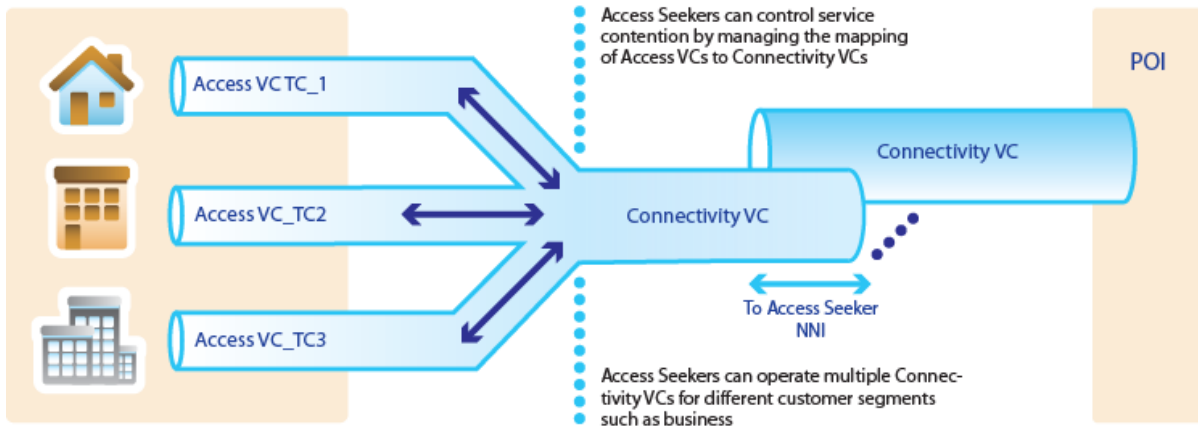 Access Seekers can control service
contention by managing the mapping
of Access VCs to Connectivity VCs
POI
Access VC TC_1
Connectivity VC
Access VC_TC2
Connectivity VC
To Access Seeker
NNI
Access VC_TC3
Access Seekers can operate multiple Connec-
tivity VCs for different customer segments
such as business